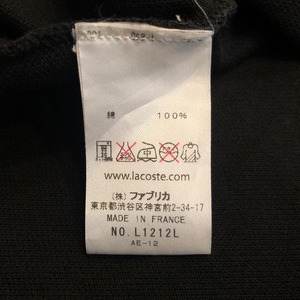 綿 100%
www.lacoste.com
(株) ファブリカ
東京都渋谷区神宮前2-34-17
MADE IN FRANCE
NO. L1212L
AE-12